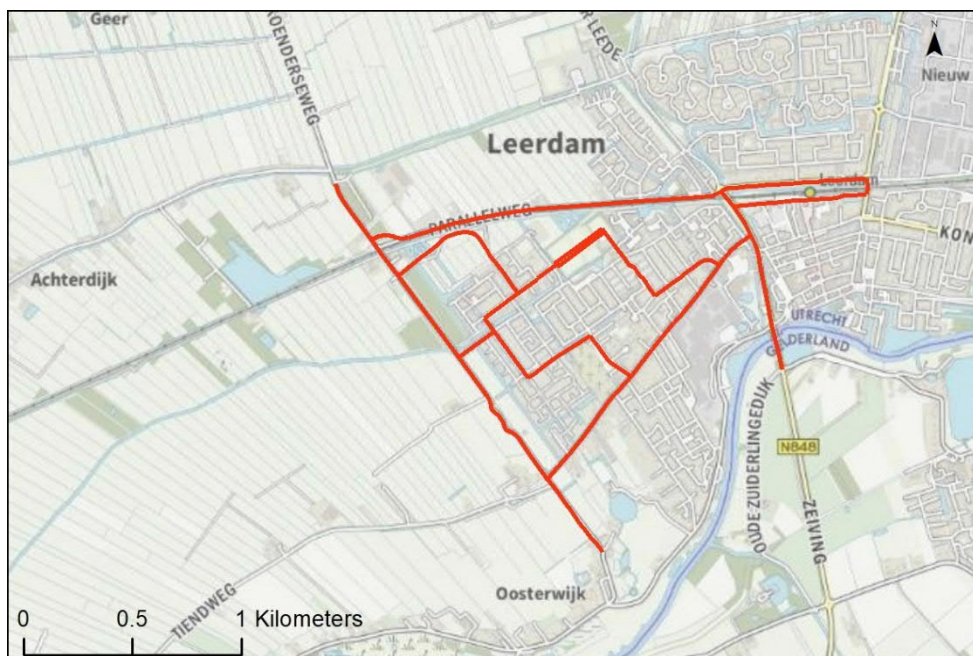 Geer
KOENDERSEWEG
R LEEDE
N
Nieuw
Leerdam
PARALLELWEG
Leerdam
KON
Achterdijk
UTRECHT
GELDERLAND
OUDE ZUIDERLINGEDIJK
N848
ZEIVING
TIENDWEG
Oosterwijk
0 0.5 1 Kilometers